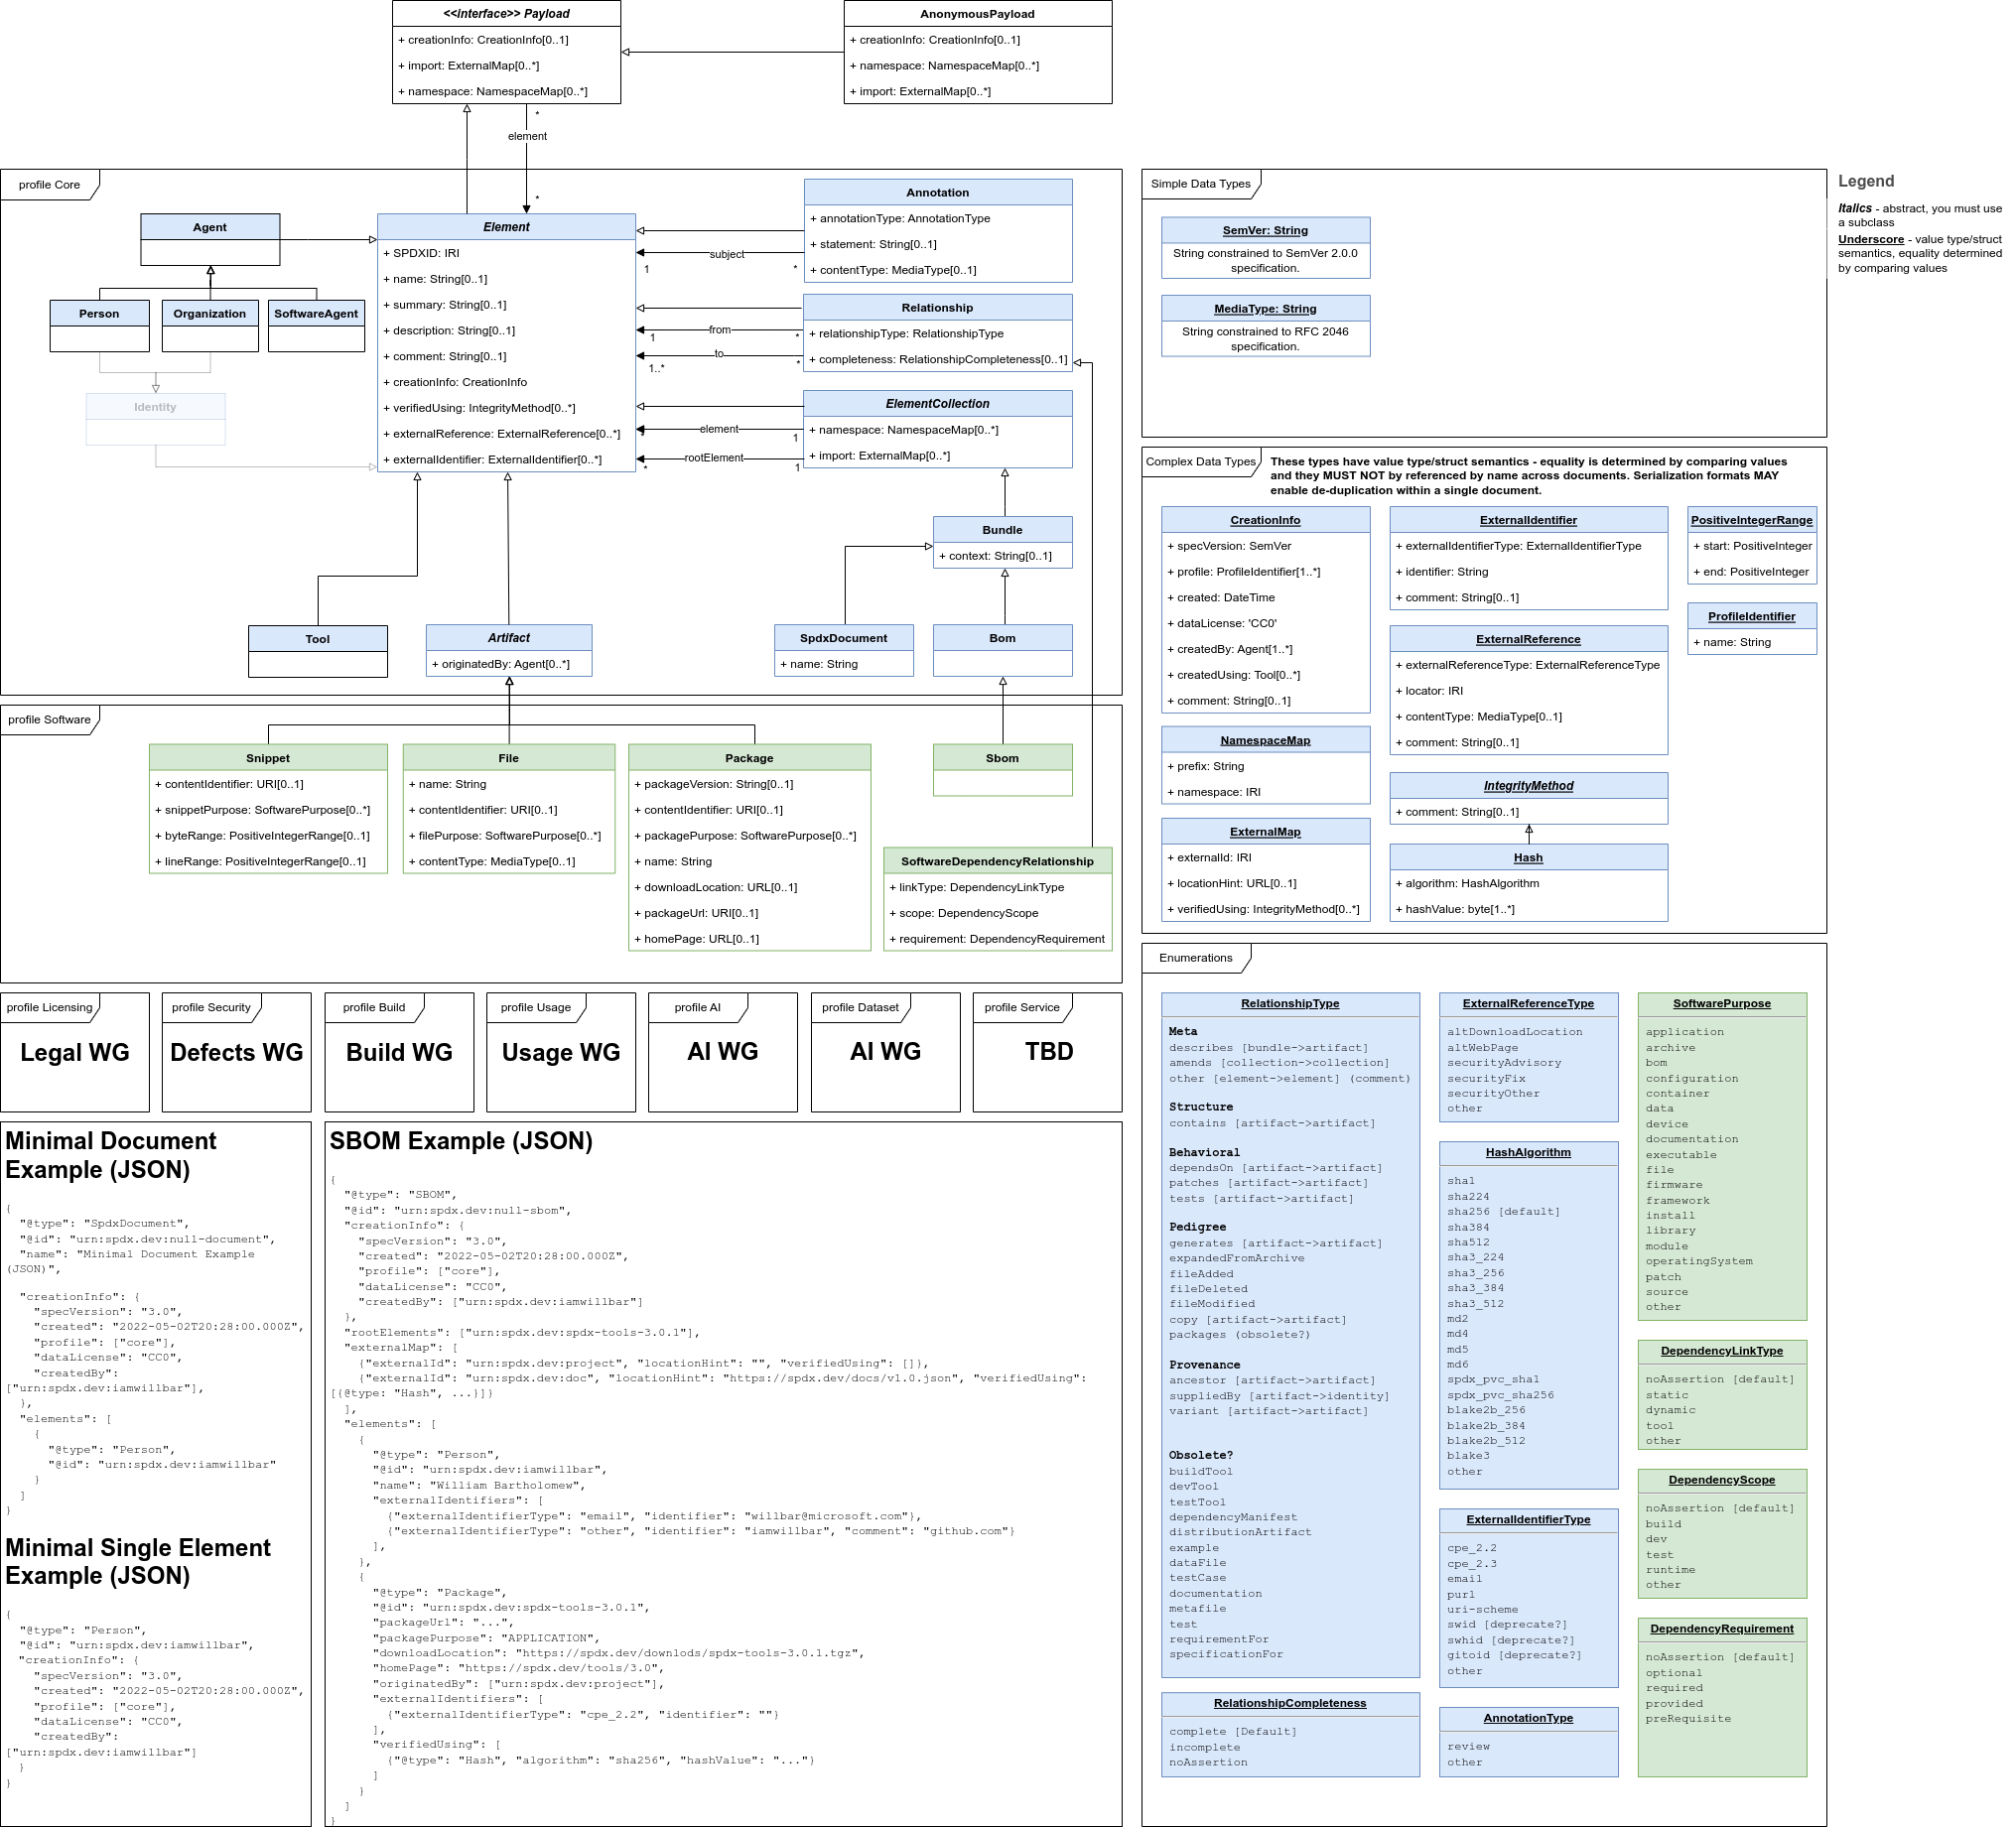 <<interface>> Payload
+ creationInfo: CreationInfo[0..1]
+ import: ExternalMap[0..*]
+ namespace: NamespaceMap[0..*]
AnonymousPayload
+ creationInfo: CreationInfo[0..1]
+ namespace: NamespaceMap[0..*]
+ import: ExternalMap[0..*]
*
element
*
profile Core
Agent
Person
Organization
SoftwareAgent
Identity
Element
+ SPDXID: IRI
+ name: String[0..1]
+ summary: String[0..1]
+ description: String[0..1]
+ comment: String[0..1]
+ creationInfo: CreationInfo
+ verifiedUsing: IntegrityMethod[0..*]
+ externalReference: ExternalReference[0..*]
+ externalIdentifier: ExternalIdentifier[0..*]
Annotation
+ annotationType: AnnotationType
+ statement: String[0..1]
+ contentType: MediaType[0..1]
subject
1
*
Relationship
+ relationshipType: RelationshipType
+ completeness: RelationshipCompleteness[0..1]
from
1
*
to
1..*
*
ElementCollection
+ namespace: NamespaceMap[0..*]
+ import: ExternalMap[0..*]
element
*
1
rootElement
*
1
Bundle
+ context: String[0..1]
Tool
Artifact
+ originatedBy: Agent[0..*]
SpdxDocument
+ name: String
Bom
profile Software
Snippet
+ contentIdentifier: URI[0..1]
+ snippetPurpose: SoftwarePurpose[0..*]
+ byteRange: PositiveIntegerRange[0..1]
+ lineRange: PositiveIntegerRange[0..1]
File
+ name: String
+ contentIdentifier: URI[0..1]
+ filePurpose: SoftwarePurpose[0..*]
+ contentType: MediaType[0..1]
Package
+ packageVersion: String[0..1]
+ contentIdentifier: URI[0..1]
+ packagePurpose: SoftwarePurpose[0..*]
+ name: String
+ downloadLocation: URL[0..1]
+ packageUrl: URI[0..1]
+ homePage: URL[0..1]
Sbom
SoftwareDependencyRelationship
+ linkType: DependencyLinkType
+ scope: DependencyScope
+ requirement: DependencyRequirement
profile Licensing
Legal WG
profile Security
Defects WG
profile Build
Build WG
profile Usage
Usage WG
profile AI
AI WG
profile Dataset
AI WG
profile Service
TBD
Minimal Document
Example (JSON)
{
"@type": "SpdxDocument",
"@id": "urn:spdx.dev:null-document",
"name": "Minimal Document Example
(JSON)",
"creationInfo": {
"specVersion": "3.0",
"created": "2022-05-02T20:28:00.000Z",
"profile": ["core"],
"dataLicense": "CC0",
"createdBy":
["urn:spdx.dev:iamwillbar"],
},
"elements": [
{
"@type": "Person",
"@id": "urn:spdx.dev:iamwillbar"
}
]
}
Minimal Single Element
Example (JSON)
{
"@type": "Person",
"@id": "urn:spdx.dev:iamwillbar",
"creationInfo": {
"specVersion": "3.0",
"created": "2022-05-02T20:28:00.000Z",
"profile": ["core"],
"dataLicense": "CC0",
"createdBy":
["urn:spdx.dev:iamwillbar"]
}
}
SBOM Example (JSON)
{
"@type": "SBOM",
"@id": "urn:spdx.dev:null-sbom",
"creationInfo": {
"specVersion": "3.0",
"created": "2022-05-02T20:28:00.000Z",
"profile": ["core"],
"dataLicense": "CC0",
"createdBy": ["urn:spdx.dev:iamwillbar"]
},
"rootElements": ["urn:spdx.dev:spdx-tools-3.0.1"],
"externalMap": [
{"externalId": "urn:spdx.dev:project", "locationHint": "", "verifiedUsing": []},
{"externalId": "urn:spdx.dev:doc", "locationHint": "https://spdx.dev/docs/v1.0.json", "verifiedUsing":
[{@type: "Hash", ...}]}
],
"elements": [
{
"@type": "Person",
"@id": "urn:spdx.dev:iamwillbar",
"name": "William Bartholomew",
"externalIdentifiers": [
{"externalIdentifierType": "email", "identifier": "willbar@microsoft.com"},
{"externalIdentifierType": "other", "identifier": "iamwillbar", "comment": "github.com"}
],
},
{
"@type": "Package",
"@id": "urn:spdx.dev:spdx-tools-3.0.1",
"packageUrl": "...",
"packagePurpose": "APPLICATION",
"downloadLocation": "https://spdx.dev/downlods/spdx-tools-3.0.1.tgz",
"homePage": "https://spdx.dev/tools/3.0",
"originatedBy": ["urn:spdx.dev:project"],
"externalIdentifiers": [
{"externalIdentifierType": "cpe_2.2", "identifier": ""}
],
"verifiedUsing": [
{"@type": "Hash", "algorithm": "sha256", "hashValue": "..."}
]
}
]
}
Simple Data Types
SemVer: String
String constrained to SemVer 2.0.0
specification.
MediaType: String
String constrained to RFC 2046
specification.
Legend
Italics - abstract, you must use
a subclass
Underscore - value type/struct
semantics, equality determined
by comparing values
Complex Data Types
These types have value type/struct semantics - equality is determined by comparing values
and they MUST NOT by referenced by name across documents. Serialization formats MAY
enable de-duplication within a single document.
CreationInfo
+ specVersion: SemVer
+ profile: ProfileIdentifier[1..*]
+ created: DateTime
+ dataLicense: 'CC0'
+ createdBy: Agent[1..*]
+ createdUsing: Tool[0..*]
+ comment: String[0..1]
NamespaceMap
+ prefix: String
+ namespace: IRI
ExternalMap
+ externalId: IRI
+ locationHint: URL[0..1]
+ verifiedUsing: IntegrityMethod[0..*]
ExternalIdentifier
+ externalIdentifierType: ExternalIdentifierType
+ identifier: String
+ comment: String[0..1]
ExternalReference
+ externalReferenceType: ExternalReferenceType
+ locator: IRI
+ contentType: MediaType[0..1]
+ comment: String[0..1]
IntegrityMethod
+ comment: String[0..1]
Hash
+ algorithm: HashAlgorithm
+ hashValue: byte[1..*]
PositiveIntegerRange
+ start: PositiveInteger
+ end: PositiveInteger
ProfileIdentifier
+ name: String
Enumerations
RelationshipType
Meta
describes [bundle->artifact]
amends [collection->collection]
other [element->element] (comment)
Structure
contains [artifact->artifact]
Behavioral
dependsOn [artifact->artifact]
patches [artifact->artifact]
tests [artifact->artifact]
Pedigree
generates [artifact->artifact]
expandedFromArchive
fileAdded
fileDeleted
fileModified
copy [artifact->artifact]
packages (obsolete?)
Provenance
ancestor [artifact->artifact]
suppliedBy [artifact->identity]
variant [artifact->artifact]
Obsolete?
buildTool
devTool
testTool
dependencyManifest
distributionArtifact
example
dataFile
testCase
documentation
metafile
test
requirementFor
specificationFor
RelationshipCompleteness
complete [Default]
incomplete
noAssertion
ExternalReferenceType
altDownloadLocation
altWebPage
securityAdvisory
securityFix
securityOther
other
HashAlgorithm
sha1
sha224
sha256 [default]
sha384
sha512
sha3_224
sha3_256
sha3_384
sha3_512
md2
md4
md5
md6
spdx_pvc_sha1
spdx_pvc_sha256
blake2b_256
blake2b_384
blake2b_512
blake3
other
ExternalIdentifierType
cpe_2.2
cpe_2.3
email
purl
uri-scheme
swid [deprecate?]
swhid [deprecate?]
gitoid [deprecate?]
other
AnnotationType
review
other
SoftwarePurpose
application
archive
bom
configuration
container
data
device
documentation
executable
file
firmware
framework
install
library
module
operatingSystem
patch
source
other
DependencyLinkType
noAssertion [default]
static
dynamic
tool
other
DependencyScope
noAssertion [default]
build
dev
test
runtime
other
DependencyRequirement
noAssertion [default]
optional
required
provided
preRequisite